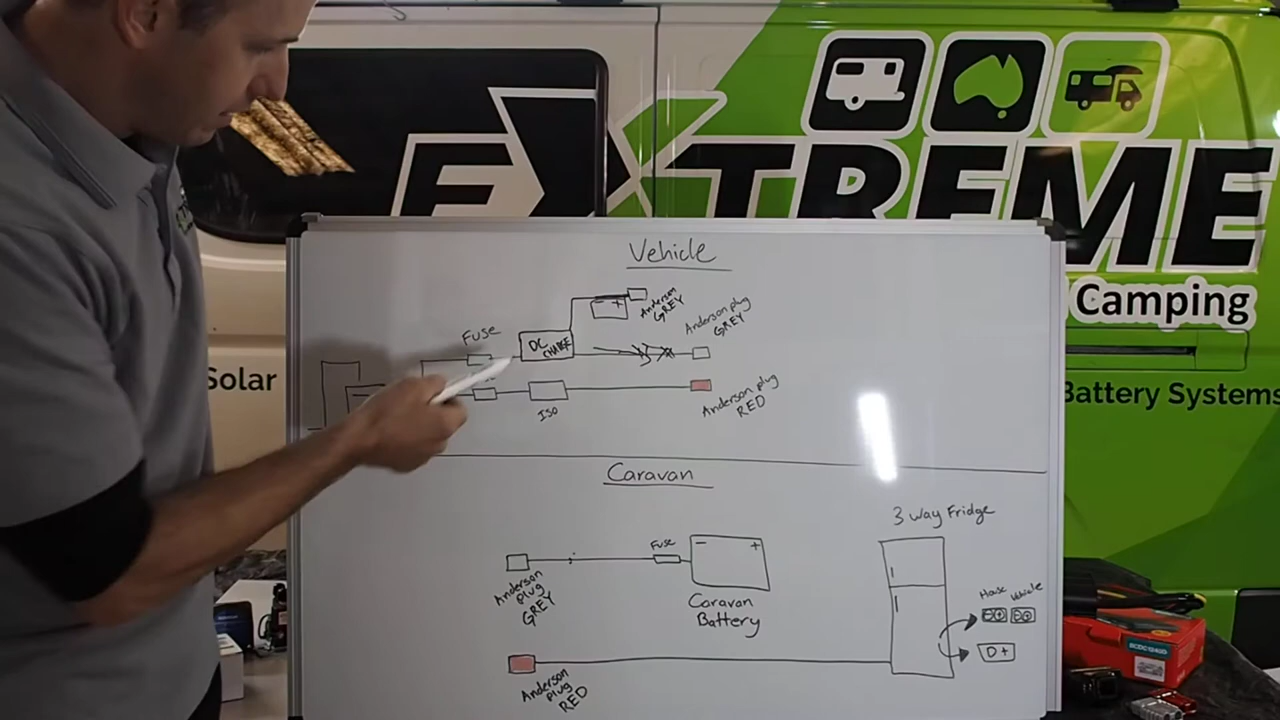 EXTREME
Camping
Solar
Battery Systems
Vehicle
Anderson
GREY
Anderson plug
GREY
Fuse
DC
CHARGE
ISO
Anderson plug
RED
Caravan
3 Way Fridge
Fuse
- +
Anderson
plug
GREY
Caravan
Battery
House Vehicle
D+
Anderson
plug
RED
SCDC1240D